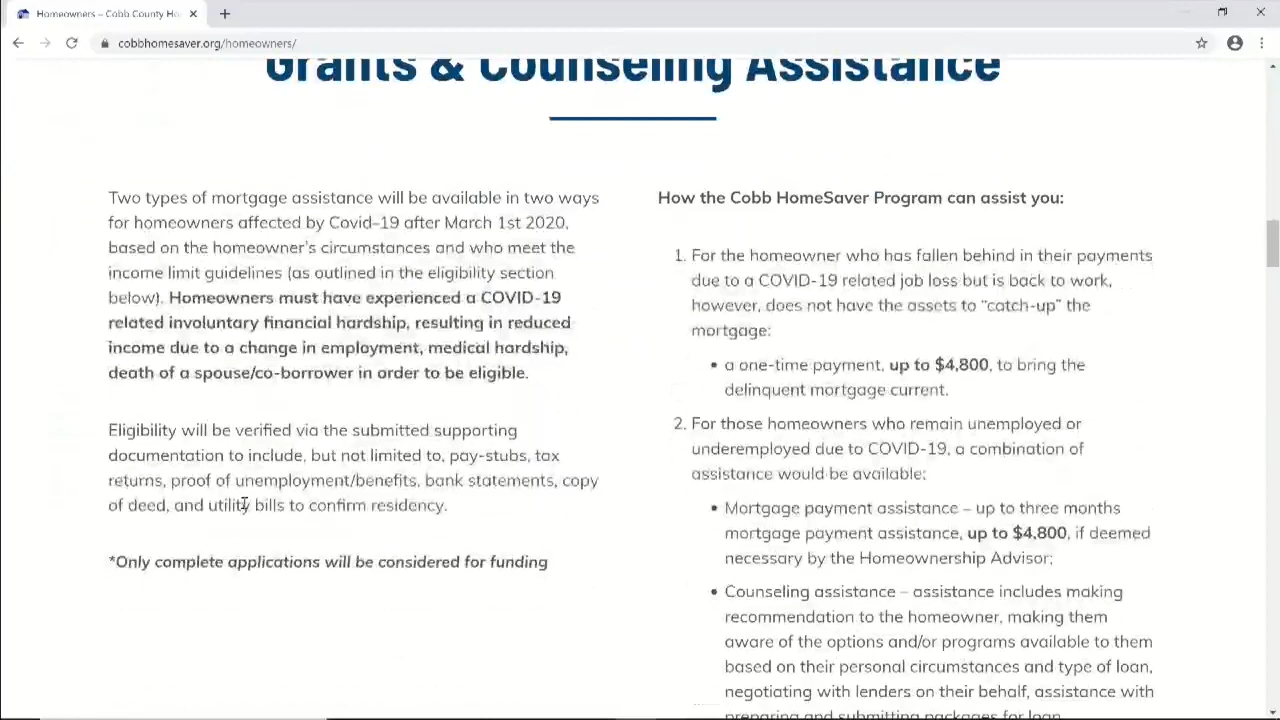 Homeowners – Cobb County Ho
cobbhomesaver.org/homeowners/
Grants & Counseling Assistance
Two types of mortgage assistance will be available in two ways
for homeowners affected by Covid-19 after March 1st 2020,
based on the homeowner's circumstances and who meet the
income limit guidelines (as outlined in the eligibility section
below). Homeowners must have experienced a COVID-19
related involuntary financial hardship, resulting in reduced
income due to a change in employment, medical hardship,
death of a spouse/co-borrower in order to be eligible.
Eligibility will be verified via the submitted supporting
documentation to include, but not limited to, pay-stubs, tax
returns, proof of unemployment/benefits, bank statements, copy
of deed, and utility bills to confirm residency.
*Only complete applications will be considered for funding
How the Cobb HomeSaver Program can assist you:
1. For the homeowner who has fallen behind in their payments
due to a COVID-19 related job loss but is back to work,
however, does not have the assets to “catch-up” the
mortgage:
• a one-time payment, up to $4,800, to bring the
delinquent mortgage current.
2. For those homeowners who remain unemployed or
underemployed due to COVID-19, a combination of
assistance would be available:
• Mortgage payment assistance – up to three months
mortgage payment assistance, up to $4,800, if deemed
necessary by the Homeownership Advisor;
• Counseling assistance – assistance includes making
recommendation to the homeowner, making them
aware of the options and/or programs available to them
based on their personal circumstances and type of loan,
negotiating with lenders on their behalf, assistance with
preparing and submitting packages for loan